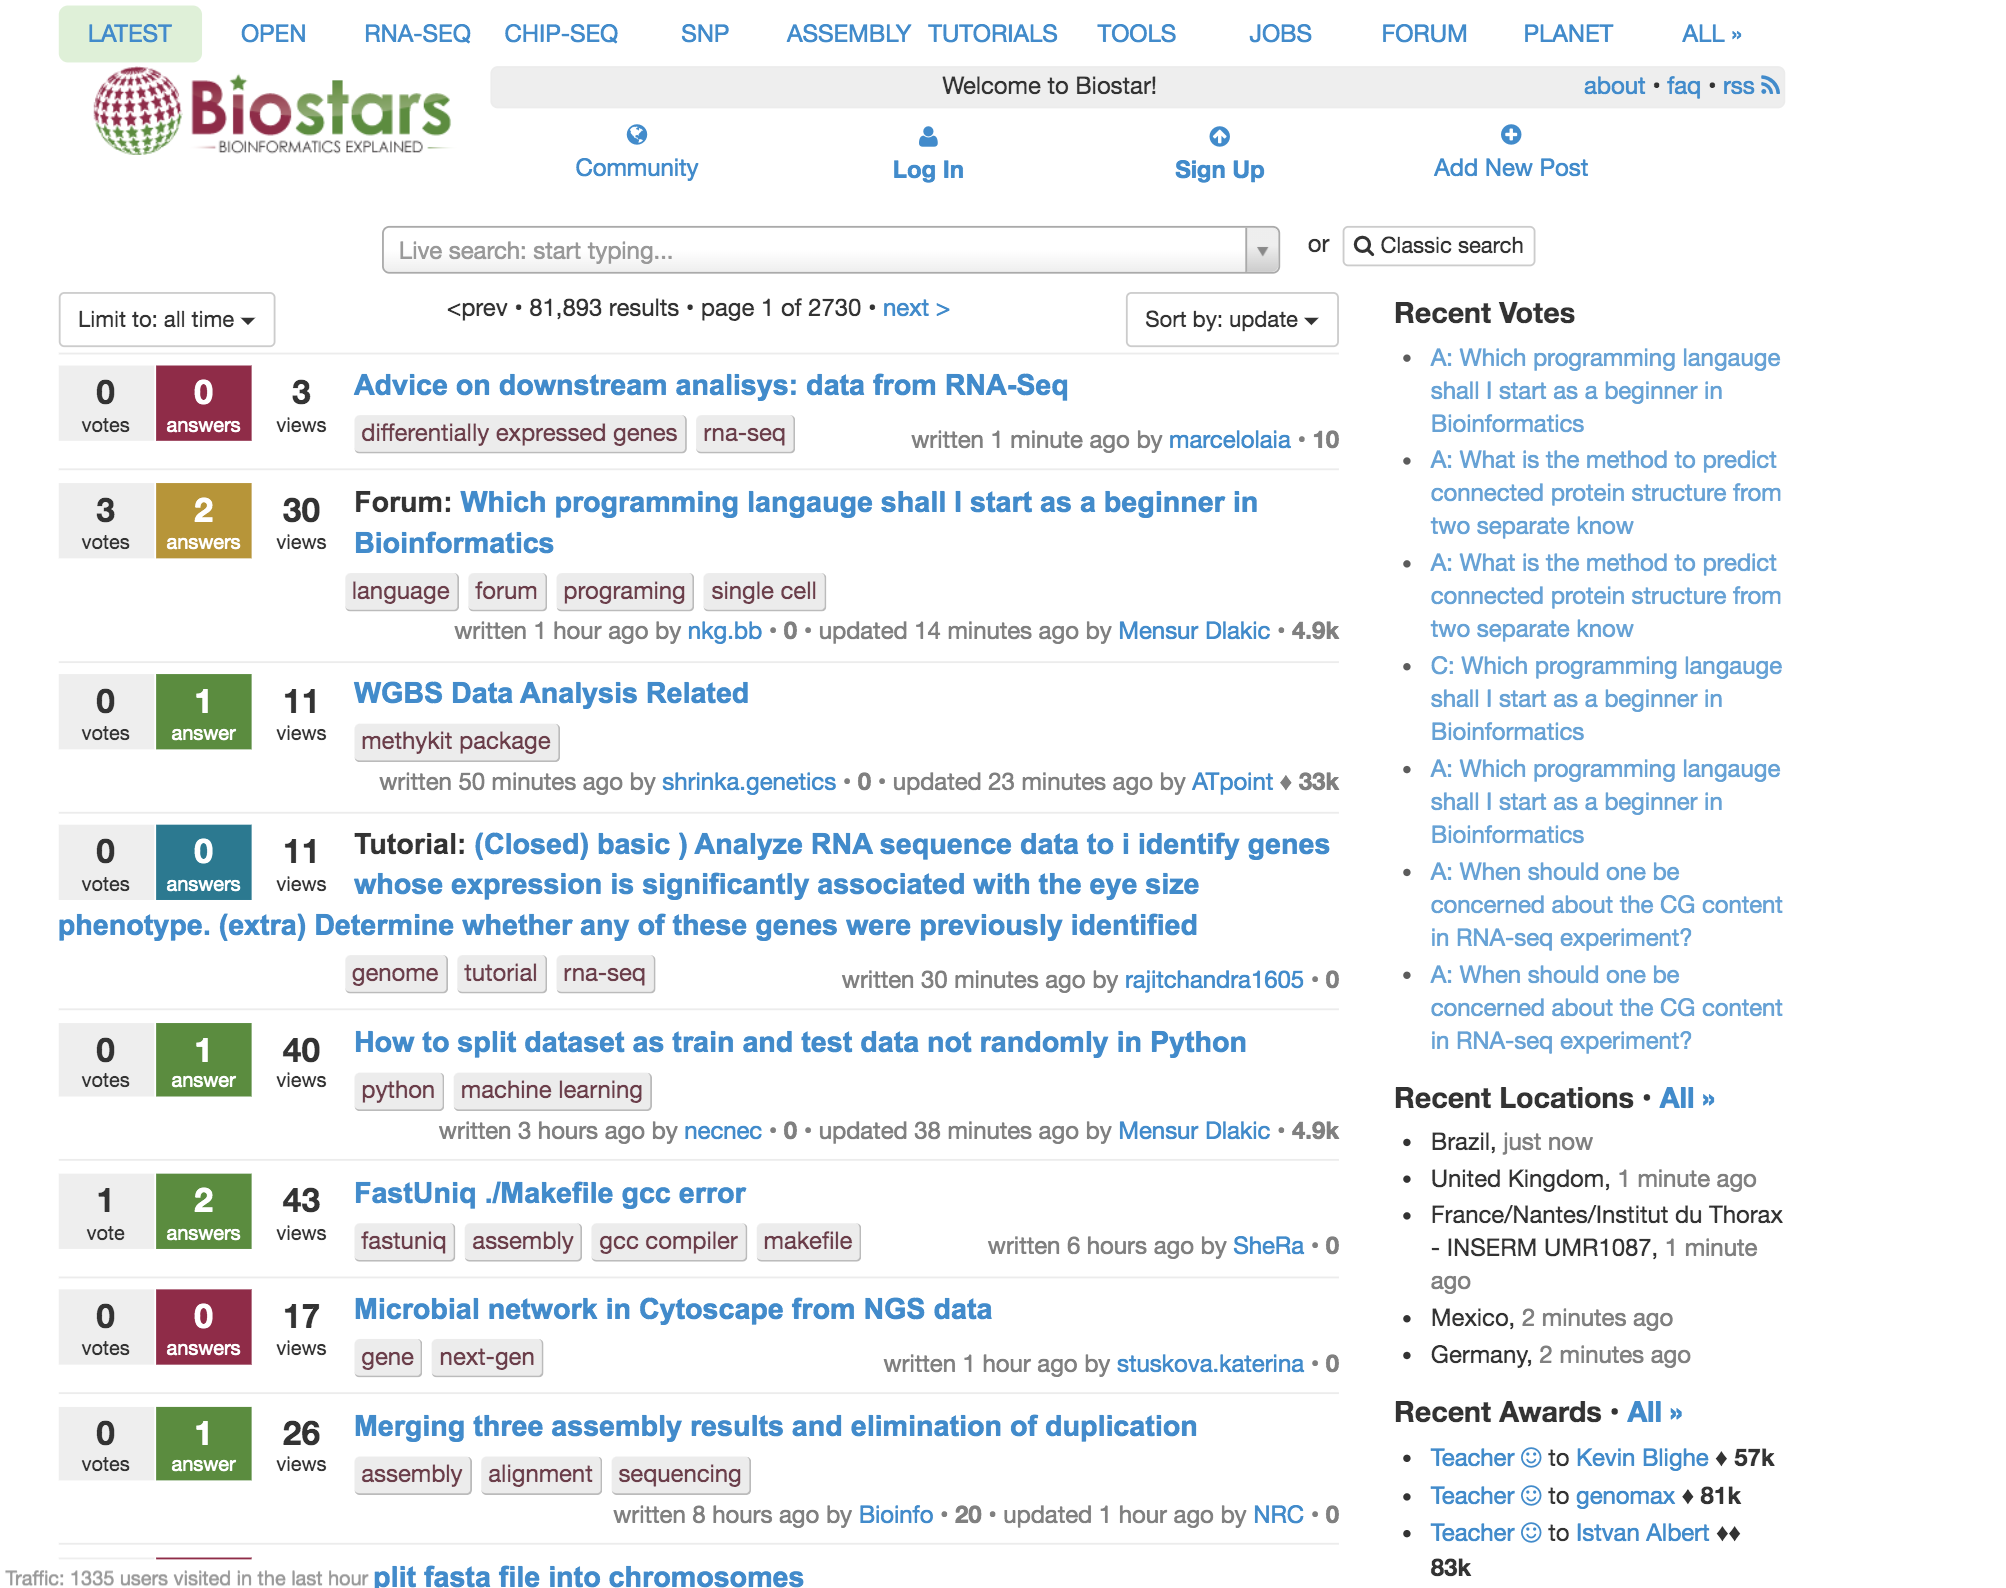 LATEST OPEN RNA-SEQ CHIP-SEQ SNP ASSEMBLY TUTORIALS TOOLS JOBS FORUM PLANET ALL »
Biostars
BIOINFORMATICS EXPLAINED
Welcome to Biostar!
about • faq • rss
Community
Log In
Sign Up
Add New Post
Live search: start typing...
or
Classic search
Limit to: all time
<prev • 81,893 results • page 1 of 2730 • next >
Sort by: update
0 votes
0 answers
3 views
Advice on downstream analisys: data from RNA-Seq
differentially expressed genes rna-seq
written 1 minute ago by marcelolaia • 10
3 votes
2 answers
30 views
Forum: Which programming langauge shall I start as a beginner in
Bioinformatics
language forum programing single cell
written 1 hour ago by nkg.bb • 0 • updated 14 minutes ago by Mensur Dlakic • 4.9k
0 votes
1 answer
11 views
WGBS Data Analysis Related
methykit package
written 50 minutes ago by shrinka.genetics • 0 • updated 23 minutes ago by ATpoint ♦ 33k
0 votes
0 answers
11 views
Tutorial: (Closed) basic ) Analyze RNA sequence data to i identify genes
whose expression is significantly associated with the eye size
phenotype. (extra) Determine whether any of these genes were previously identified
genome tutorial rna-seq
written 30 minutes ago by rajitchandra1605 • 0
0 votes
1 answer
40 views
How to split dataset as train and test data not randomly in Python
python machine learning
written 3 hours ago by necnec • 0 • updated 38 minutes ago by Mensur Dlakic • 4.9k
1 vote
2 answers
43 views
FastUniq ./Makefile gcc error
fastuniq assembly gcc compiler makefile
written 6 hours ago by SheRa • 0
0 votes
0 answers
17 views
Microbial network in Cytoscape from NGS data
gene next-gen
written 1 hour ago by stuskova.katerina • 0
0 votes
1 answer
26 views
Merging three assembly results and elimination of duplication
assembly alignment sequencing
written 8 hours ago by Bioinfo • 20 • updated 1 hour ago by NRC • 0
plit fasta file into chromosomes
Traffic: 1335 users visited in the last hour
Recent Votes
• A: Which programming langauge
shall I start as a beginner in
Bioinformatics
• A: What is the method to predict
connected protein structure from
two separate know
• A: What is the method to predict
connected protein structure from
two separate know
• C: Which programming langauge
shall I start as a beginner in
Bioinformatics
• A: Which programming langauge
shall I start as a beginner in
Bioinformatics
• A: When should one be
concerned about the CG content
in RNA-seq experiment?
• A: When should one be
concerned about the CG content
in RNA-seq experiment?
Recent Locations • All »
• Brazil, just now
• United Kingdom, 1 minute ago
• France/Nantes/Institut du Thorax
- INSERM UMR1087, 1 minute
ago
• Mexico, 2 minutes ago
• Germany, 2 minutes ago
Recent Awards • All »
• Teacher to Kevin Blighe ♦ 57k
• Teacher to genomax ♦ 81k
• Teacher to Istvan Albert ♦♦
83k